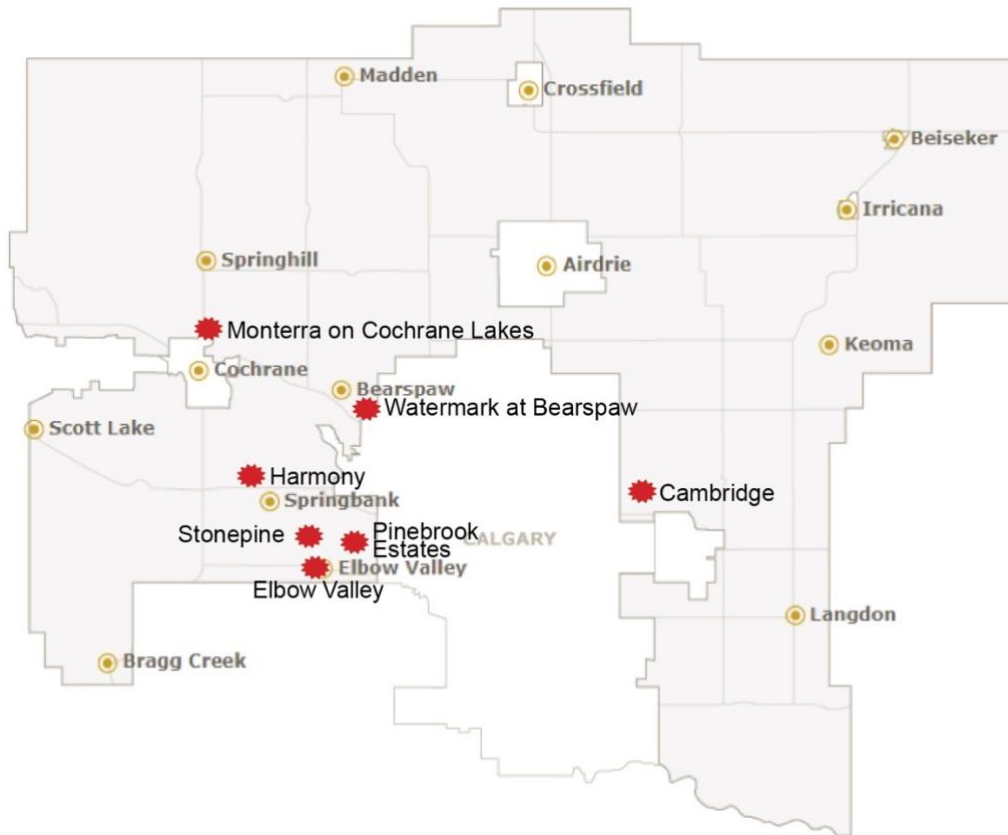 Madden
Crossfield
Beiseker
Irricana
Springhill
Airdrie
Monterra on Cochrane Lakes
Keoma
Cochrane
Bearspaw
Watermark at Bearspaw
Scott Lake
Harmony
Cambridge
Springbank
Stonepine
Pinebrook
Estates
CALGARY
Elbow Valley
Elbow Valley
Langdon
Bragg Creek